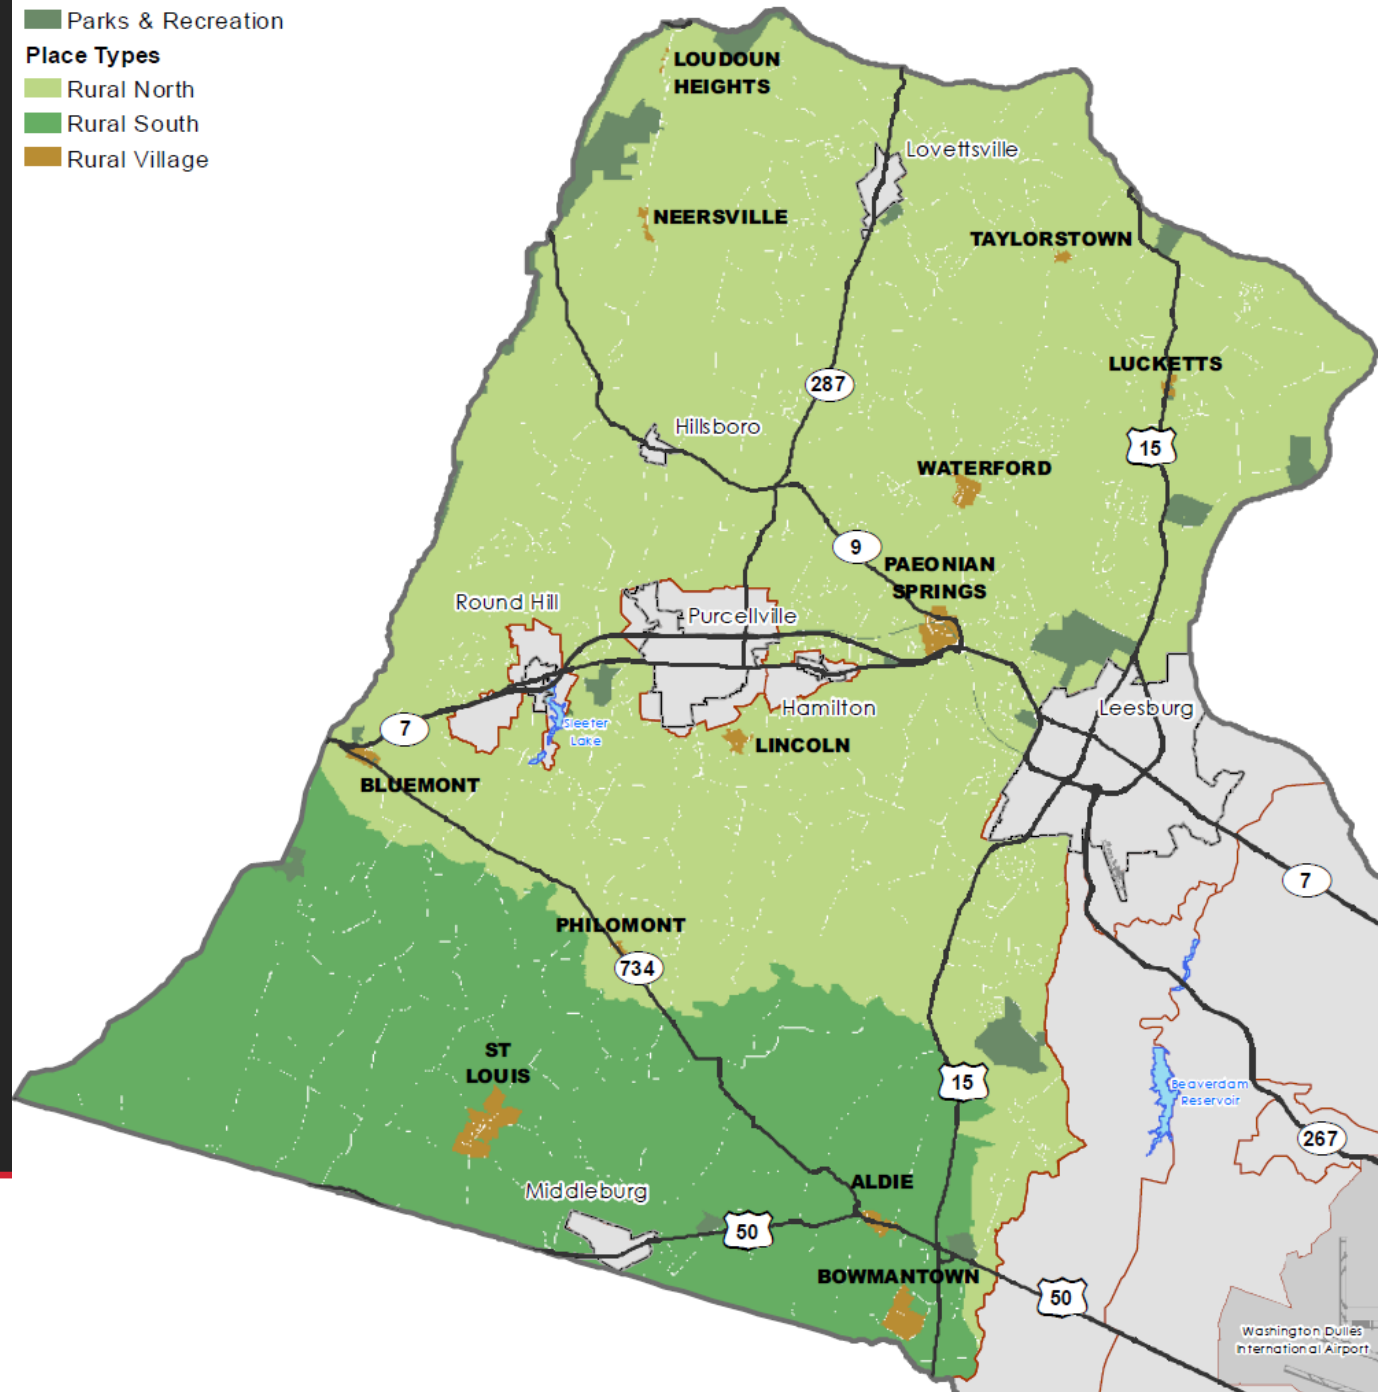 Parks & Recreation
Place Types
Rural North
Rural South
Rural Village
LOUDOUN
HEIGHTS
Lovettsville
NEERSVILLE
TAYLORSTOWN
LUCKETTS
287
Hillsboro
15
WATERFORD
9
PAEONIAN
SPRINGS
Round Hill
Purcellville
Hamilton
Leesburg
7
Sleeter
Lake
LINCOLN
BLUEMONT
7
PHILOMONT
734
ST
LOUIS
15
Beaverdam
Reservoir
267
ALDIE
Middleburg
50
BOWMANTOWN
50
Washington Dulles
International Airport